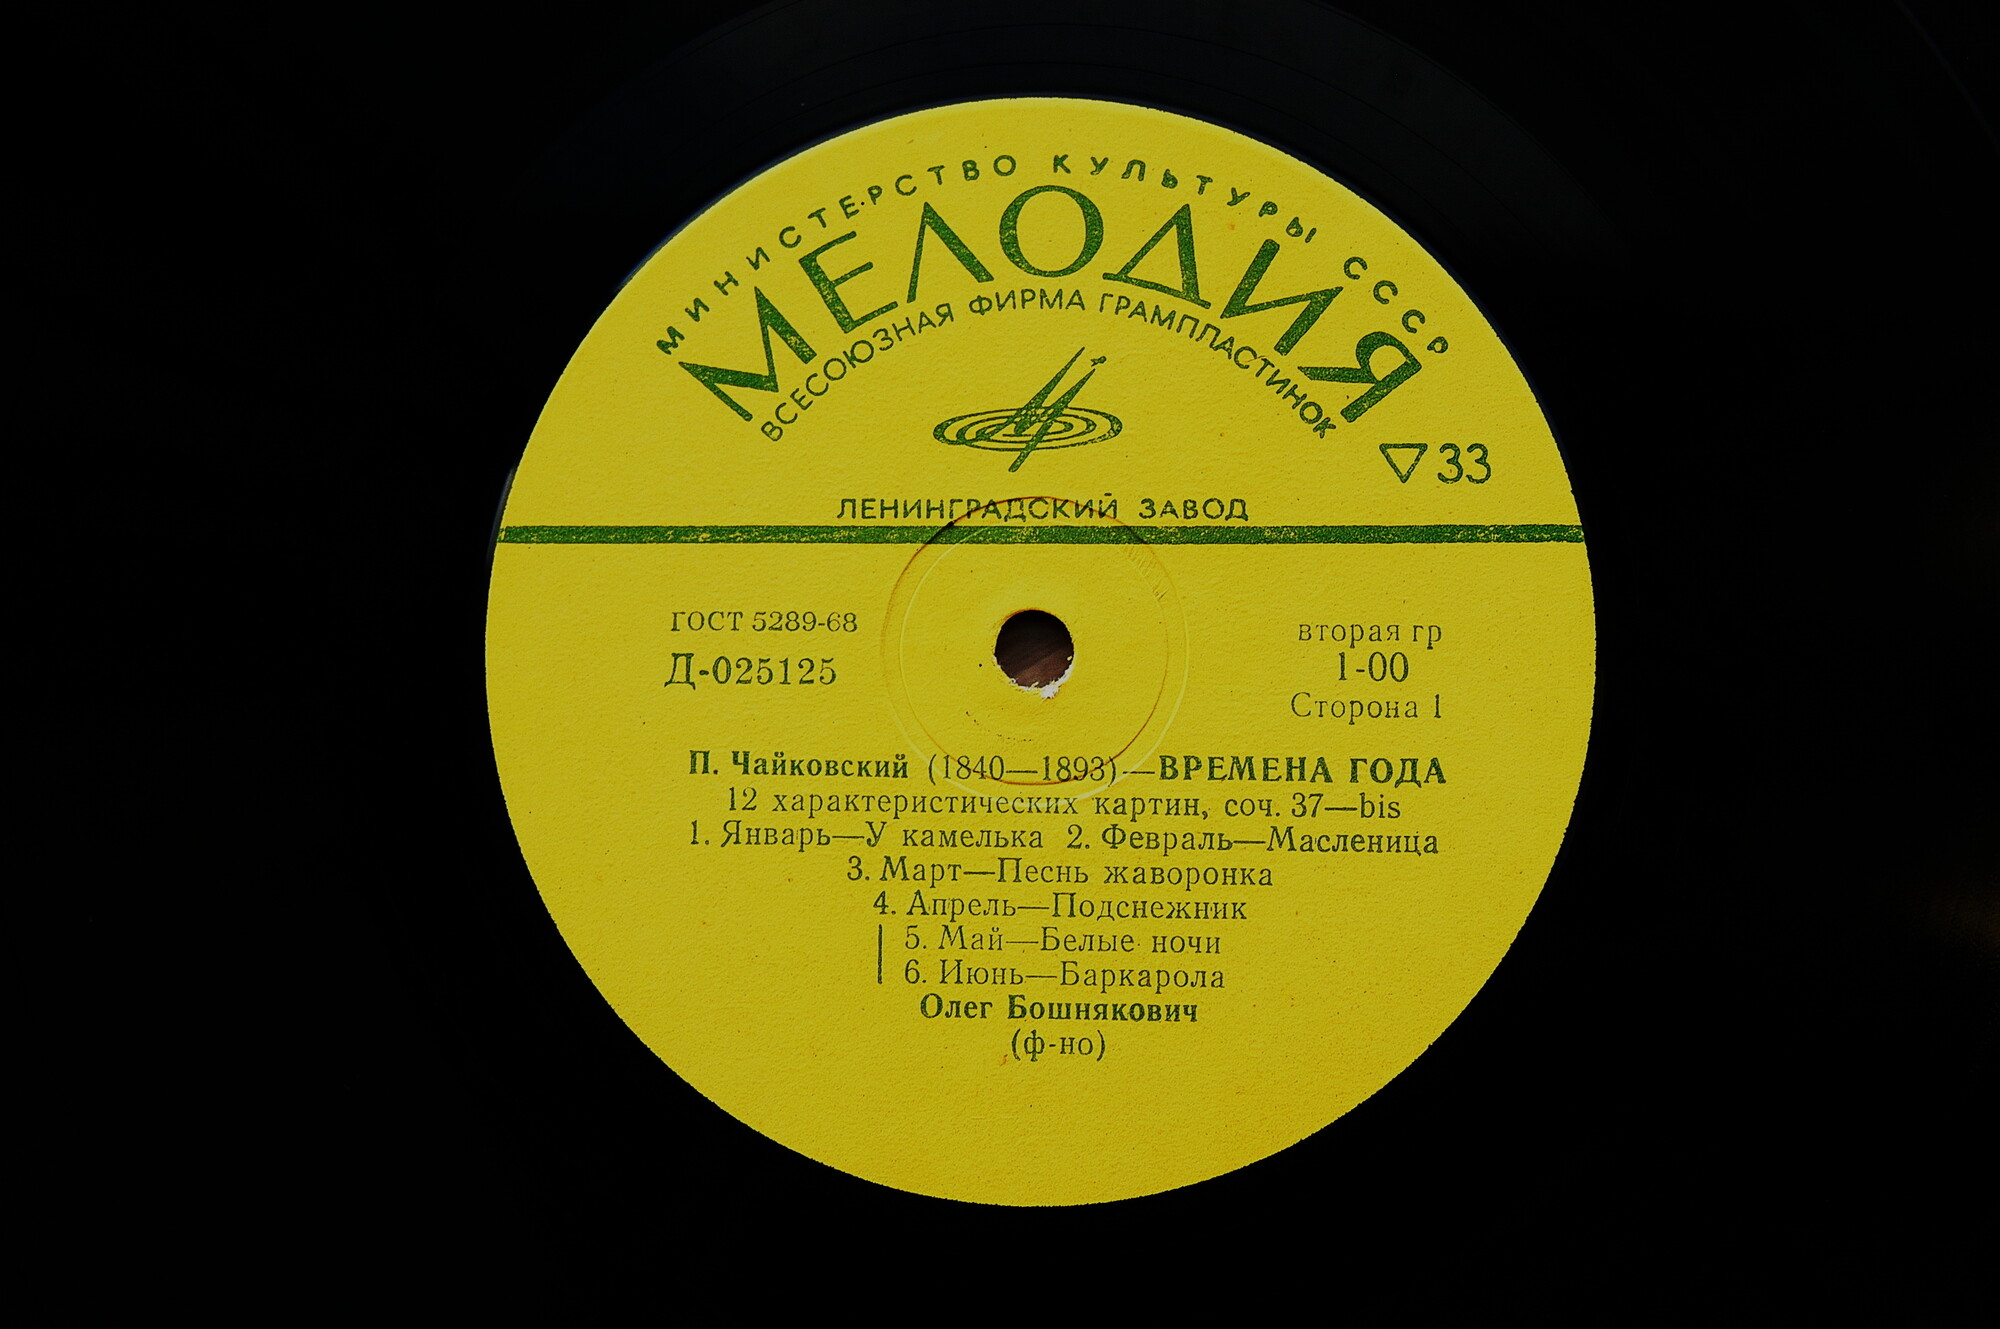 МИНИСТЕРСТВО КУЛЬТУРЫ СССР
МЕЛОДИЯ
ВСЕСОЮЗНАЯ ФИРМА ГРАМПЛАСТИНОК
33
ЛЕНИНГРАДСКИЙ ЗАВОД
ГОСТ 5289-68
Д-025125
вторая гр
1-00
Сторона 1
П. Чайковский (1840—1893)—ВРЕМЕНА ГОДА
12 характеристических картин, соч. 37—bis
1. Январь—У камелька 2. Февраль—Масленица
3. Март—Песнь жаворонка
4. Апрель—Подснежник
5. Май—Белые ночи
6. Июнь—Баркарола
Олег Бошнякович
(ф-но)